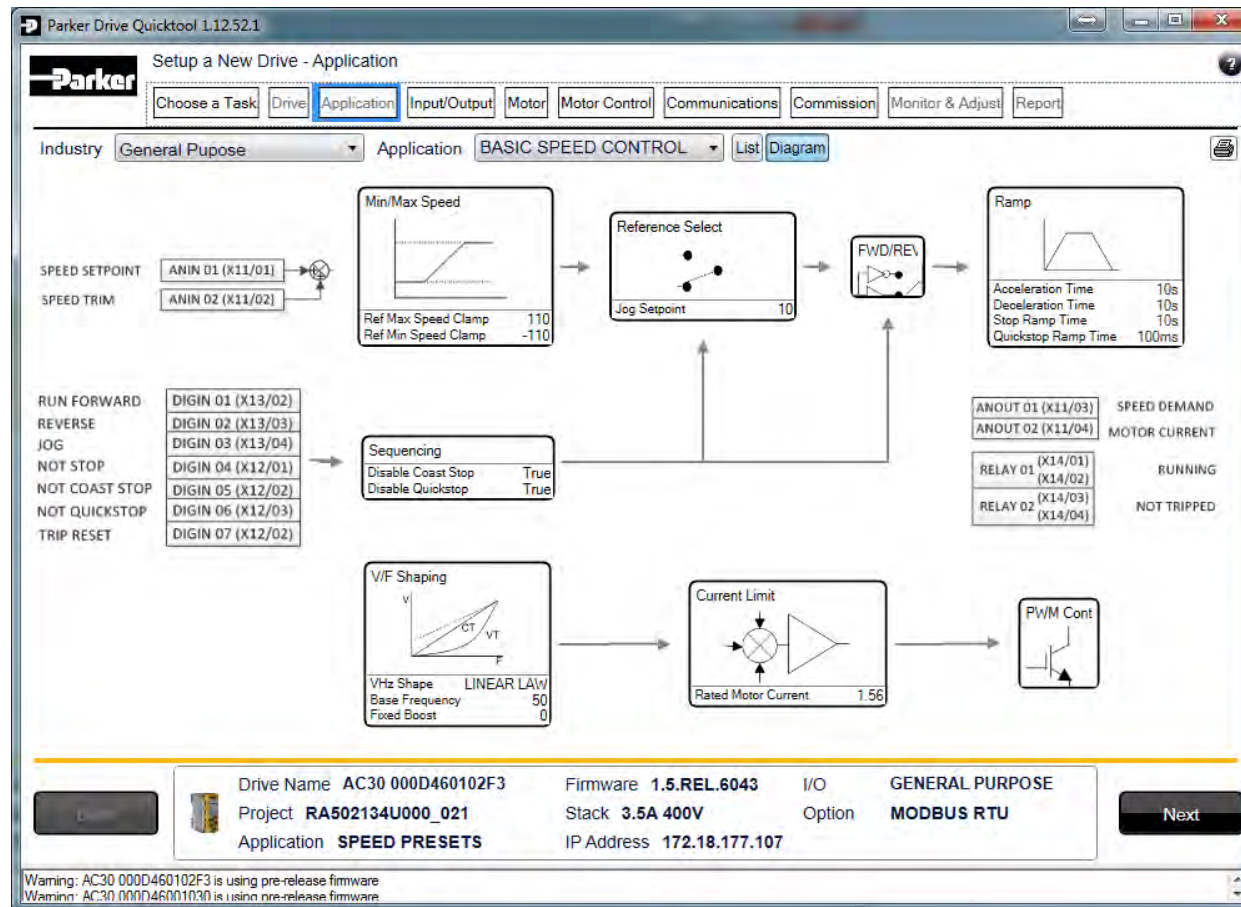 Parker Drive Quicktool 1.12.52.1
Parker
Setup a New Drive - Application
?
Choose a Task Drive Application Input/Output Motor Motor Control Communications Commission Monitor & Adjust Report
Industry General Pupose Application BASIC SPEED CONTROL List Diagram
Min/Max Speed
Ref Max Speed Clamp 110
Ref Min Speed Clamp -110
Reference Select
Jog Setpoint 10
FWD/REV
Ramp
Acceleration Time 10s
Deceleration Time 10s
Stop Ramp Time 10s
Quickstop Ramp Time 100ms
SPEED SETPOINT ANIN 01 (X11/01)
SPEED TRIM ANIN 02 (X11/02)
RUN FORWARD DIGIN 01 (X13/02)
REVERSE DIGIN 02 (X13/03)
JOG DIGIN 03 (X13/04)
NOT STOP DIGIN 04 (X12/01)
NOT COAST STOP DIGIN 05 (X12/02)
NOT QUICKSTOP DIGIN 06 (X12/03)
TRIP RESET DIGIN 07 (X12/02)
Sequencing
Disable Coast Stop True
Disable Quickstop True
ANOUT 01 (X11/03) SPEED DEMAND
ANOUT 02 (X11/04) MOTOR CURRENT
RELAY 01 (X14/01) (X14/02) RUNNING
RELAY 02 (X14/03) (X14/04) NOT TRIPPED
V/F Shaping
V
CT
VT
F
VHz Shape LINEAR LAW
Base Frequency 50
Fixed Boost 0
Current Limit
Rated Motor Current 1.56
PWM Cont
Drive Name AC30 000D460102F3 Firmware 1.5.REL.6043 I/O GENERAL PURPOSE
Project RA502134U000_021 Stack 3.5A 400V Option MODBUS RTU
Application SPEED PRESETS IP Address 172.18.177.107
Next
Warning: AC30 000D460102F3 is using pre-release firmware
Warning: AC30 000D46001030 is using pre-release firmware